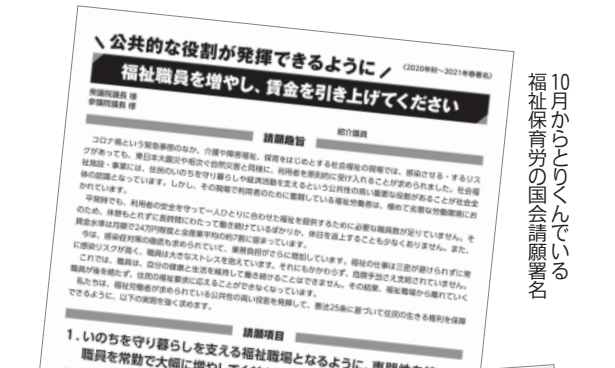 公共的な役割が発揮できるように
(2020年秋~2021年春署名)
福祉職員を増やし、賃金を引き上げてください
衆議院議長 様
参議院議長 様
紹介議員
請願趣旨
コロナ禍という緊急事態のなか、介護や障害福祉、保育をはじめとする社会福祉の現場では、感染させる・するリス
クがあっても、東日本大震災や相次ぐ自然災害と同様に、利用者を原則的に受け入れることが求められました。社会福
祉施設・事業には、住民のいのちを守り暮らしや経済活動を支えるという公共性の高い重要な役割があることが社会全
体の認識となっています。しかし、その現場で利用者のために奮闘している福祉労働者は、極めて劣悪な労働環境にお
かれています。
平常時でも、利用者の安全を守って一人ひとりに合わせた福祉を提供するために必要な職員数が足りていません。そ
のため、休憩もとれずに長時間にわたって働き続けているばかりか、休日を返上することも少なくありません。また、
賃金水準は月額で24万円程度と全産業平均の約7割に留まっています。
今は、感染症対策の徹底も求められていて、業務負担がさらに増加しています。福祉の仕事は三密が避けられずに常
に感染リスクが高く、職員は大きなストレスを抱えています。それにもかかわらず、危険手当さえ支給されていません。
これでは、職員は、自分の健康と生活を維持して働き続けることはできません。その結果、福祉職場から離れていく
職員が後を絶たず、住民の福祉要求に応えることができなくなっています。
私たちは、福祉労働者が求められている公共性の高い役割を発揮して、憲法25条に基づいて住民の生きる権利を保障
できるように、以下の実現を強く求めます。
請願項目
1.いのちを守り暮らしを支える福祉職場となるように、専門性を
職員を常勤で大幅に増やしてくだ
10月からとりくんでいる
福祉保育労の国会請願署名